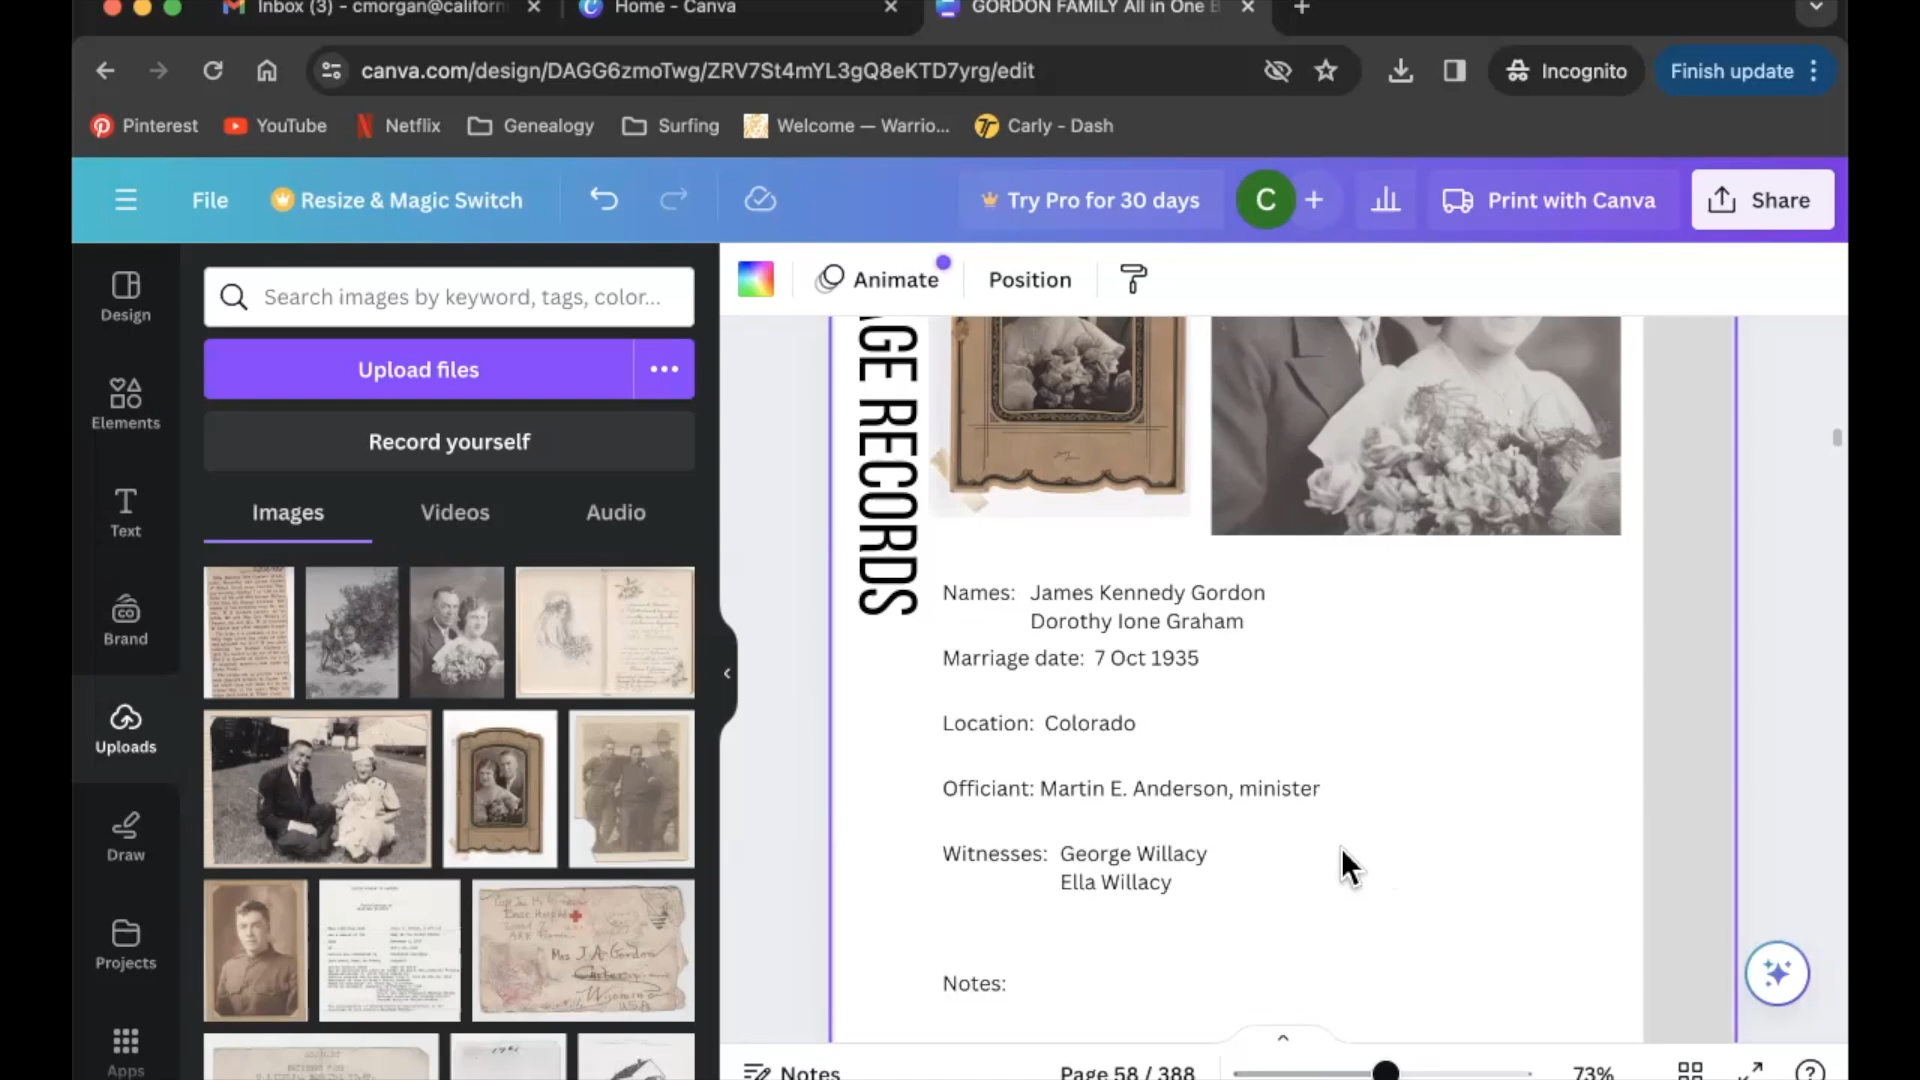 Inbox (3) - cmorgan@californ
Home - Canva
GORDON FAMILY All in One B
canva.com/design/DAGG6zmoTwg/ZRV7St4mYL3gQ8eKTD7yrg/edit
Incognito
Finish update
Pinterest
YouTube
Netflix
Genealogy
Surfing
Welcome — Warrio...
Carly - Dash
File
Resize & Magic Switch
Try Pro for 30 days
C
Print with Canva
Share
Design
Elements
Text
Brand
Uploads
Draw
Projects
Apps
Search images by keyword, tags, color...
Upload files
Record yourself
Images
Videos
Audio
Mrs J. A. Gordon
Wyoming
U.S.A
Animate
Position
AGE RECORDS
Names: James Kennedy Gordon
Dorothy Ione Graham
Marriage date: 7 Oct 1935
Location: Colorado
Officiant: Martin E. Anderson, minister
Witnesses: George Willacy
Ella Willacy
Notes:
Notes
Page 58 / 388
73%